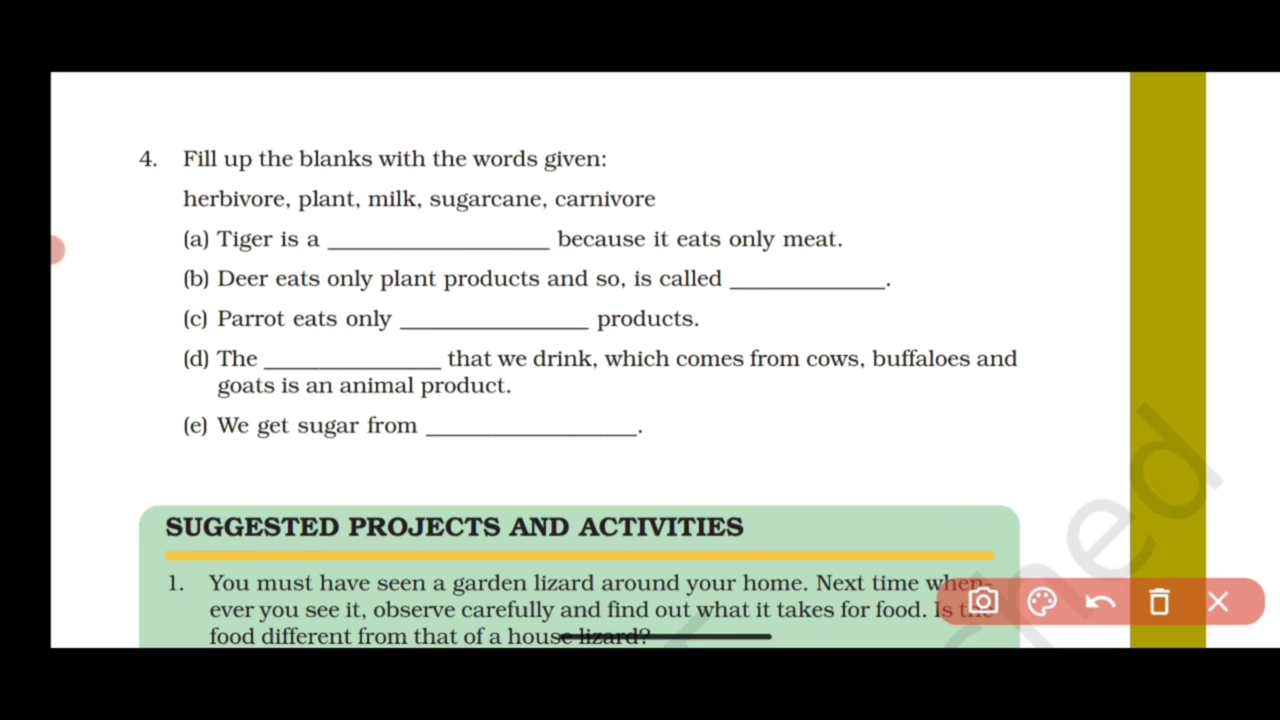 4. Fill up the blanks with the words given:
herbivore, plant, milk, sugarcane, carnivore
(a) Tiger is a ____________________ because it eats only meat.
(b) Deer eats only plant products and so, is called ______________.
(c) Parrot eats only _________________ products.
(d) The ________________ that we drink, which comes from cows, buffaloes and
goats is an animal product.
(e) We get sugar from ___________________.
SUGGESTED PROJECTS AND ACTIVITIES
1. You must have seen a garden lizard around your home. Next time when-
ever you see it, observe carefully and find out what it takes for food. Is the
food different from that of a house lizard?